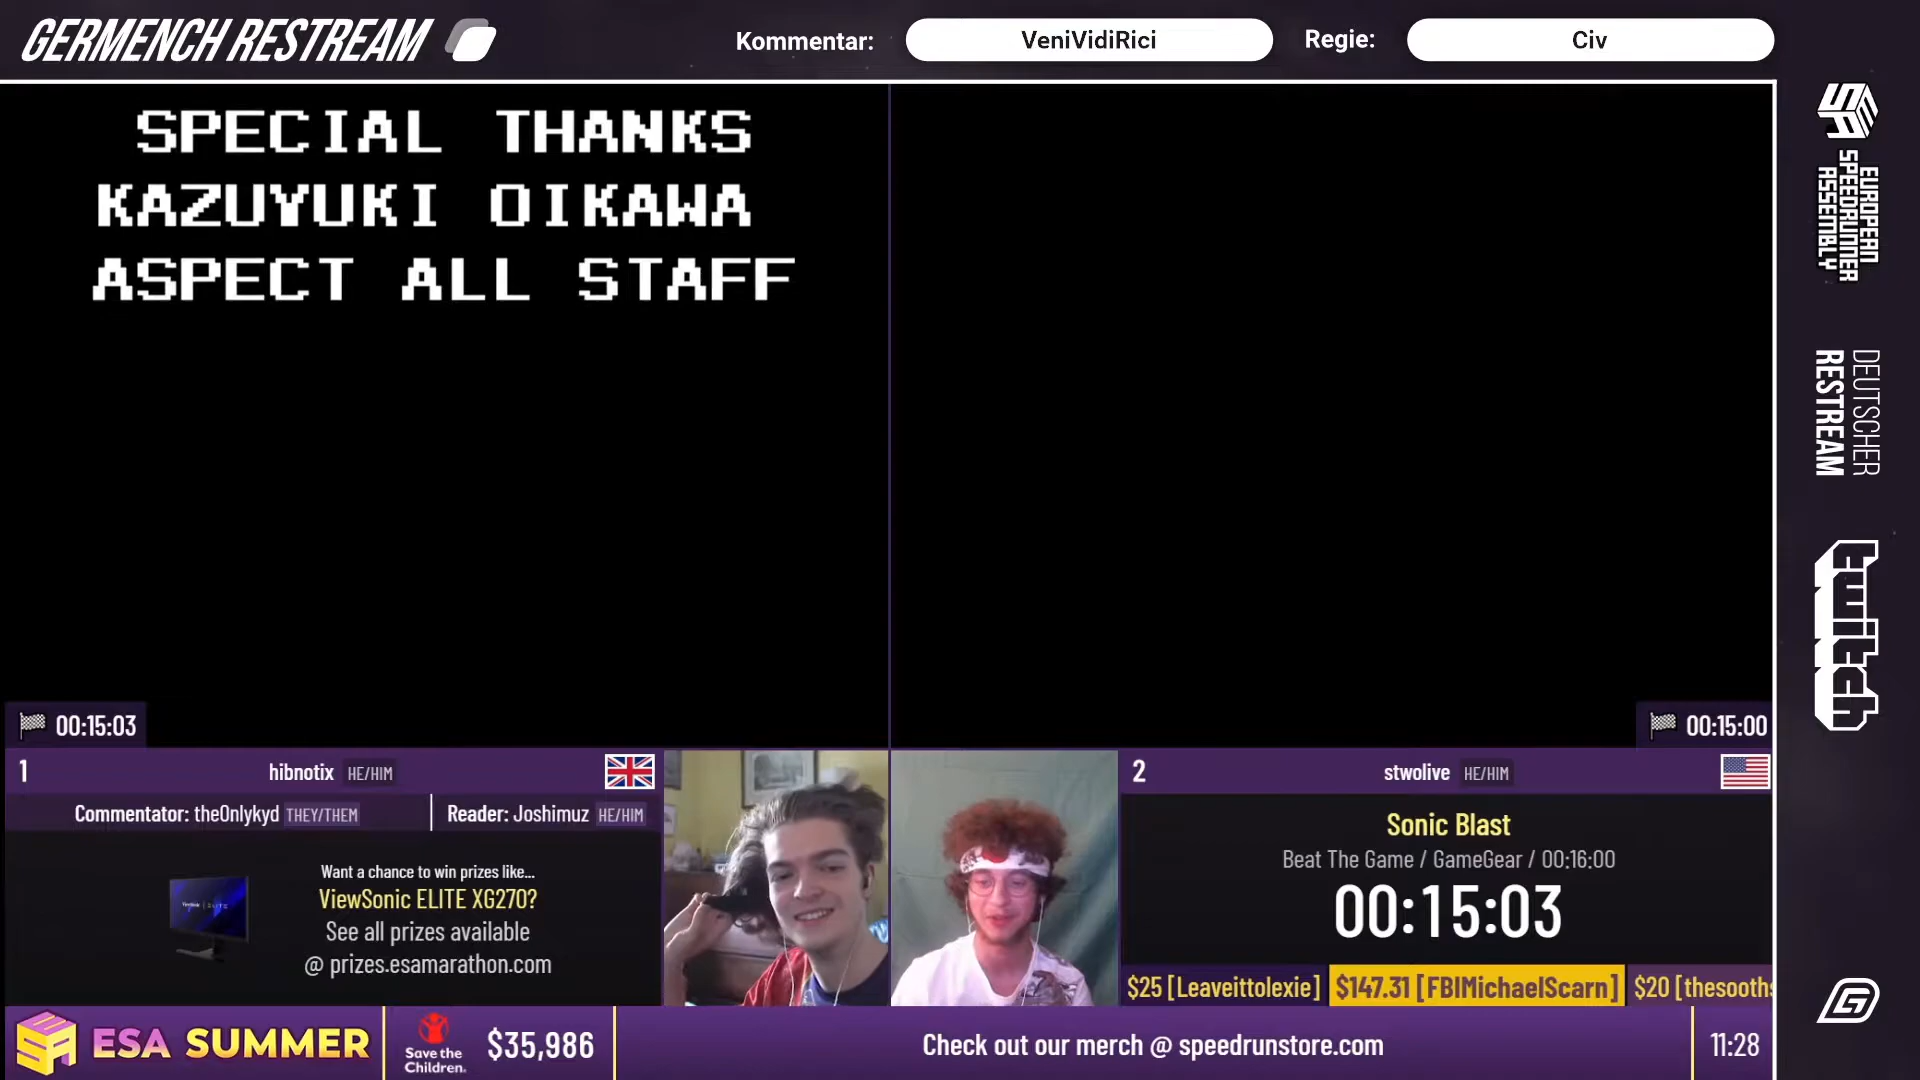 GERMENCH RESTREAM
Kommentar: VeniVidiRici Regie: Civ
SPECIAL THANKS
KAZUYUKI OIKAWA
ASPECT ALL STAFF
00:15:03
00:15:00
1 hibnotix HE/HIM
Commentator: theOnlykyd THEY/THEM Reader: Joshimuz HE/HIM
Want a chance to win prizes like...
ViewSonic ELITE XG270?
See all prizes available
@ prizes.esamarathon.com
2 stwolive HE/HIM
Sonic Blast
Beat The Game / GameGear / 00:16:00
00:15:03
$25 [Leaveittolexie] $147.31 [FBIMichaelScarn] $20 [thesooths
ESA SUMMER
Save the
Children.
$35,986
Check out our merch @ speedrunstore.com
11:28
EUROPEAN
SPEEDRUNNER
ASSEMBLY
DEUTSCHER
RESTREAM
twitch